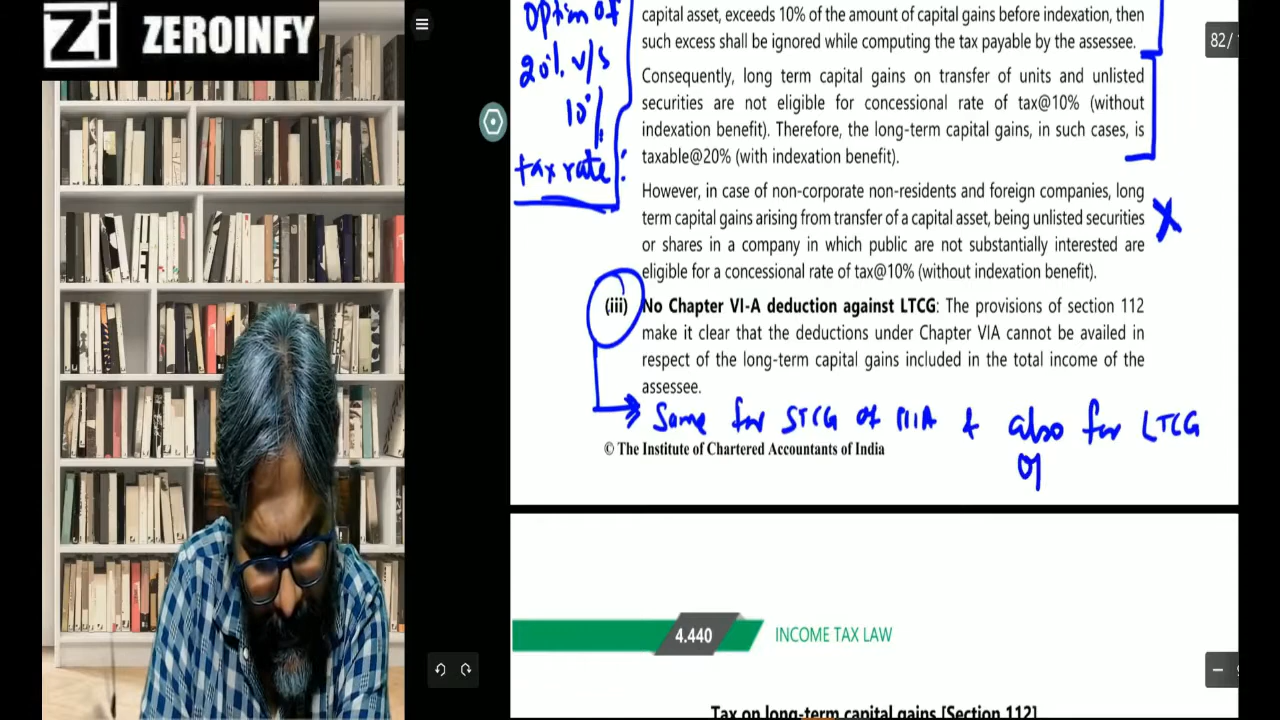 Zi ZEROINFY
82/
option of
20% v/s
10%
tax rate:
capital asset, exceeds 10% of the amount of capital gains before indexation, then
such excess shall be ignored while computing the tax payable by the assessee.
Consequently, long term capital gains on transfer of units and unlisted
securities are not eligible for concessional rate of tax@10% (without
indexation benefit). Therefore, the long-term capital gains, in such cases, is
taxable@20% (with indexation benefit).
However, in case of non-corporate non-residents and foreign companies, long
term capital gains arising from transfer of a capital asset, being unlisted securities
or shares in a company in which public are not substantially interested are
eligible for a concessional rate of tax@10% (without indexation benefit).
(iii) No Chapter VI-A deduction against LTCG: The provisions of section 112
make it clear that the deductions under Chapter VIA cannot be availed in
respect of the long-term capital gains included in the total income of the
assessee.
Same for STCG of 111A & also for LTCG
of
© The Institute of Chartered Accountants of India
4.440 INCOME TAX LAW
Tax on long-term capital gains [Section 112]